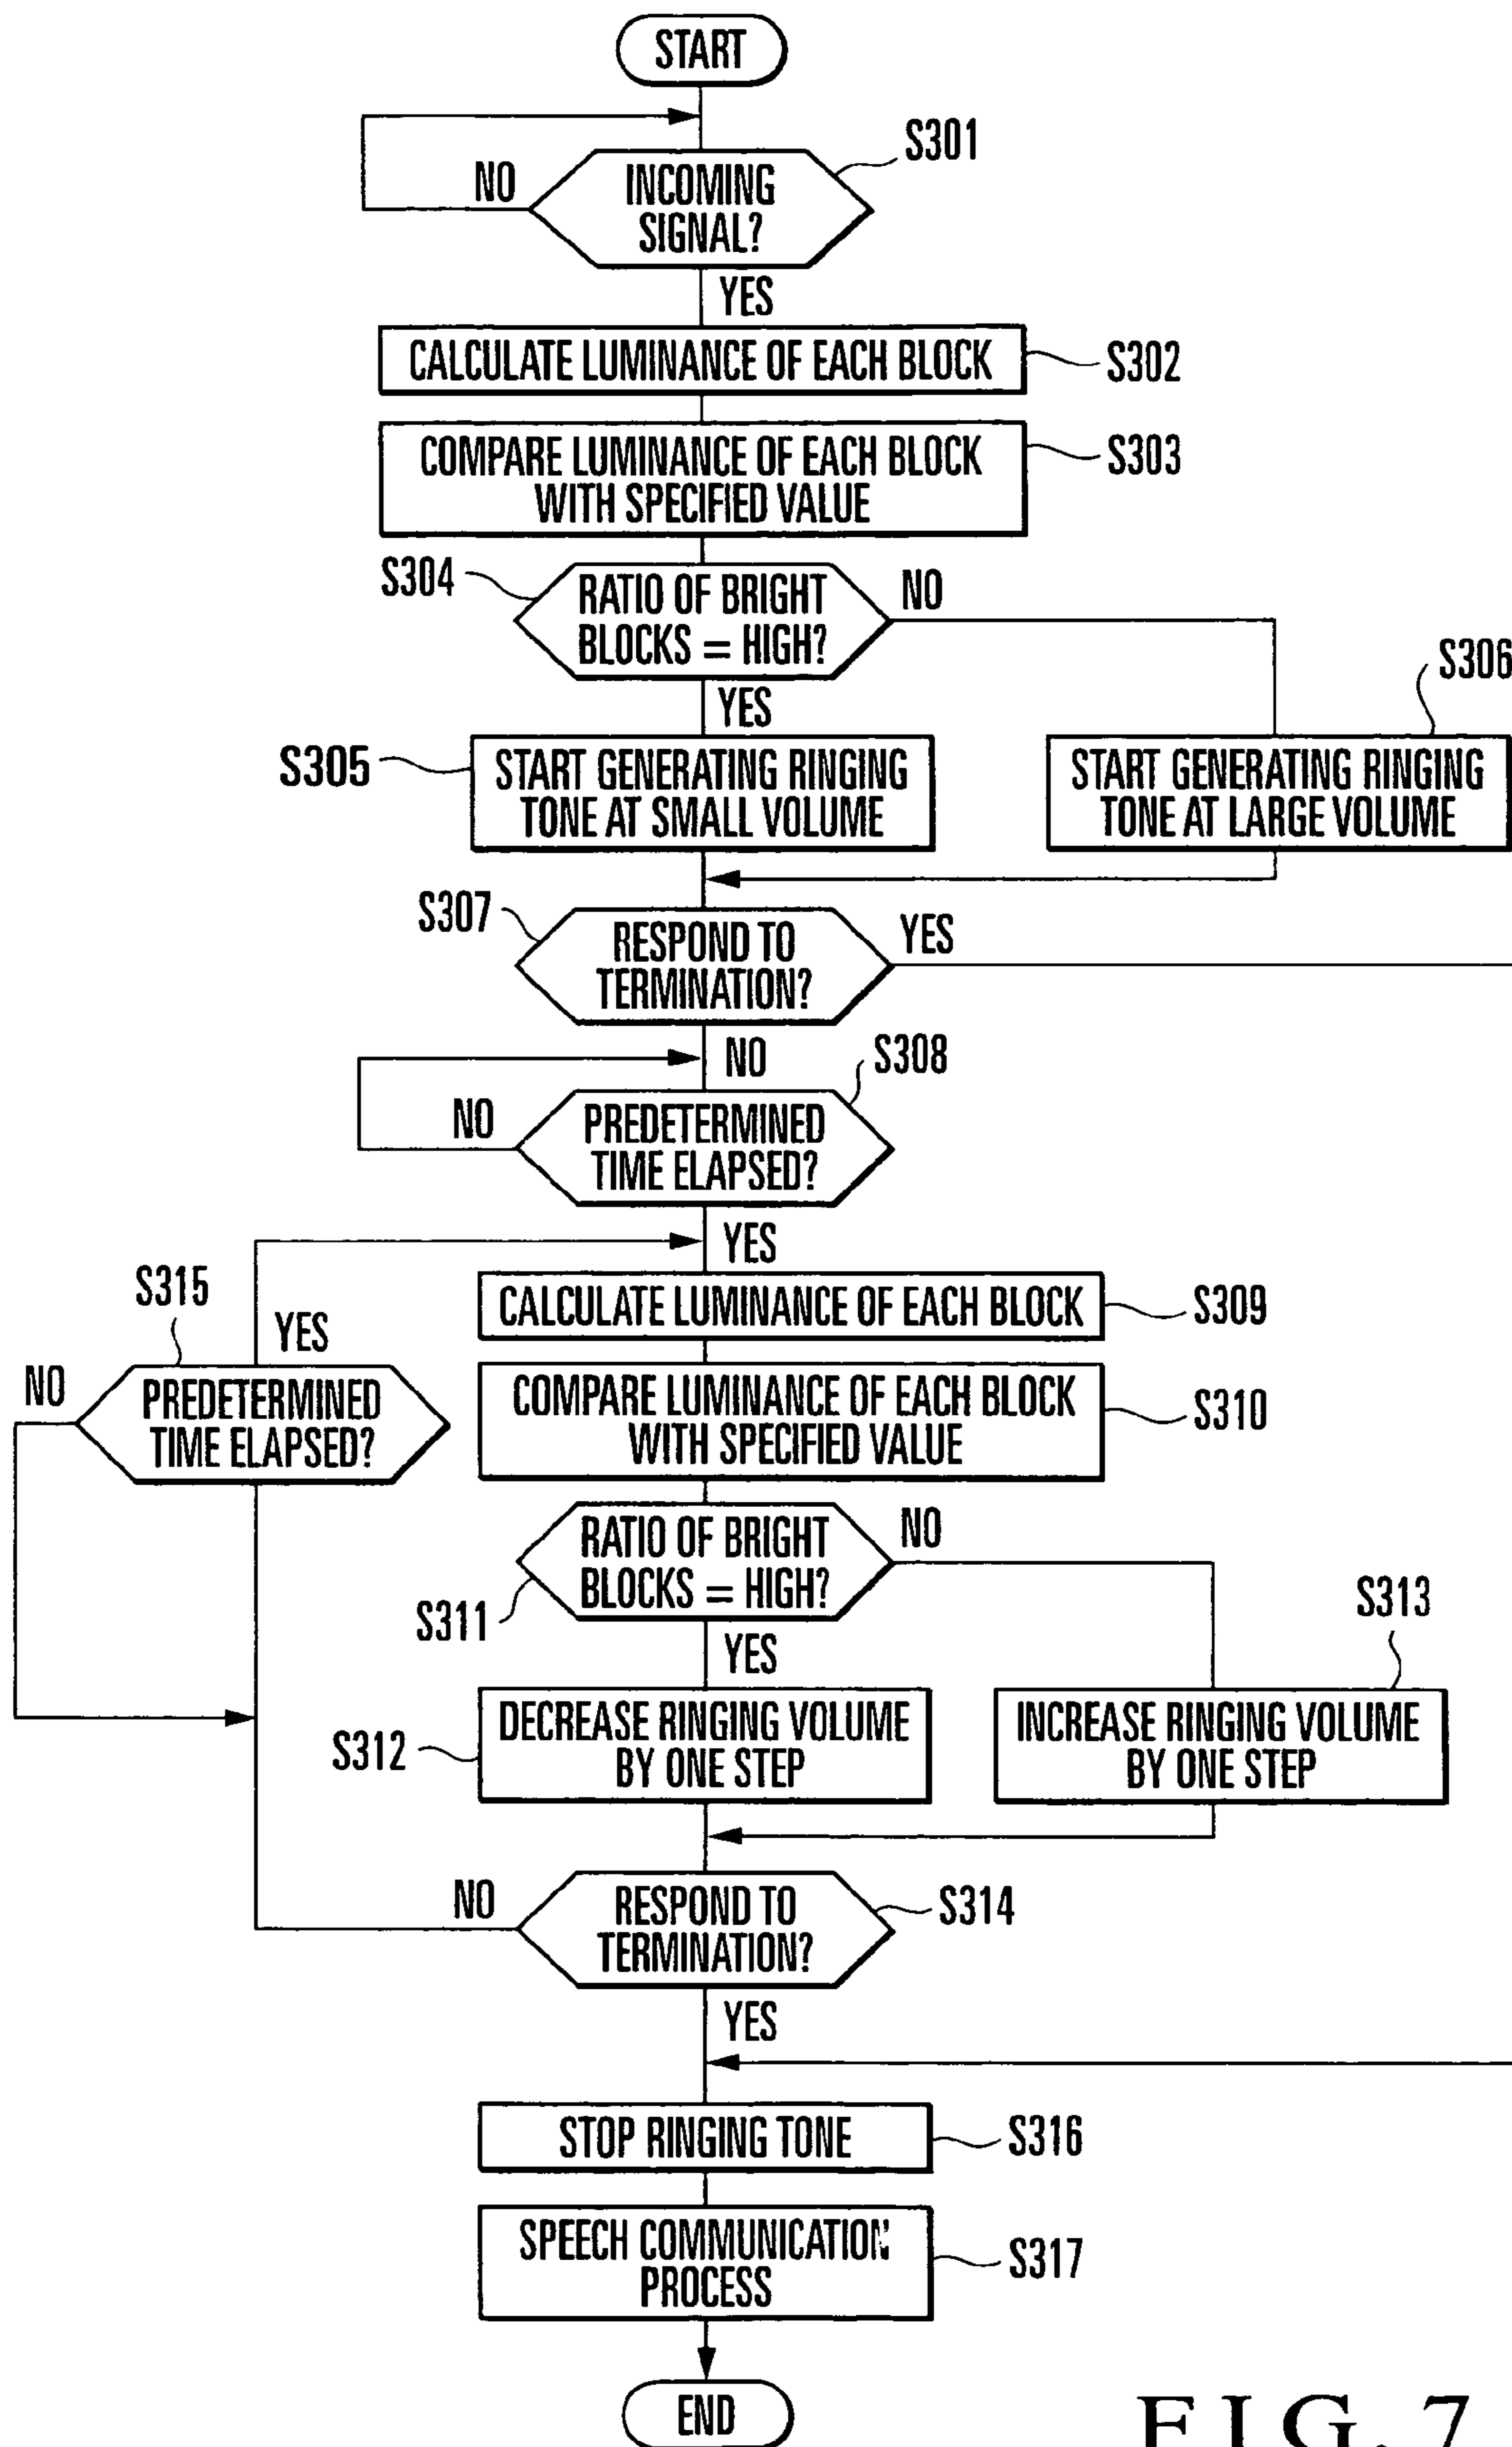 START
S301
NO
INCOMING
SIGNAL?
YES
CALCULATE LUMINANCE OF EACH BLOCK
S302
COMPARE LUMINANCE OF EACH BLOCK
WITH SPECIFIED VALUE
S303
S304
RATIO OF BRIGHT
BLOCKS = HIGH?
NO
YES
S306
S305
START GENERATING RINGING
TONE AT SMALL VOLUME
START GENERATING RINGING
TONE AT LARGE VOLUME
S307
RESPOND TO
TERMINATION?
YES
NO
S308
NO
PREDETERMINED
TIME ELAPSED?
YES
S315
YES
NO
PREDETERMINED
TIME ELAPSED?
CALCULATE LUMINANCE OF EACH BLOCK
S309
COMPARE LUMINANCE OF EACH BLOCK
WITH SPECIFIED VALUE
S310
RATIO OF BRIGHT
BLOCKS = HIGH?
NO
S311
YES
S313
S312
DECREASE RINGING VOLUME
BY ONE STEP
INCREASE RINGING VOLUME
BY ONE STEP
NO
RESPOND TO
TERMINATION?
S314
YES
STOP RINGING TONE
S316
SPEECH COMMUNICATION
PROCESS
S317
END
FIG. 7